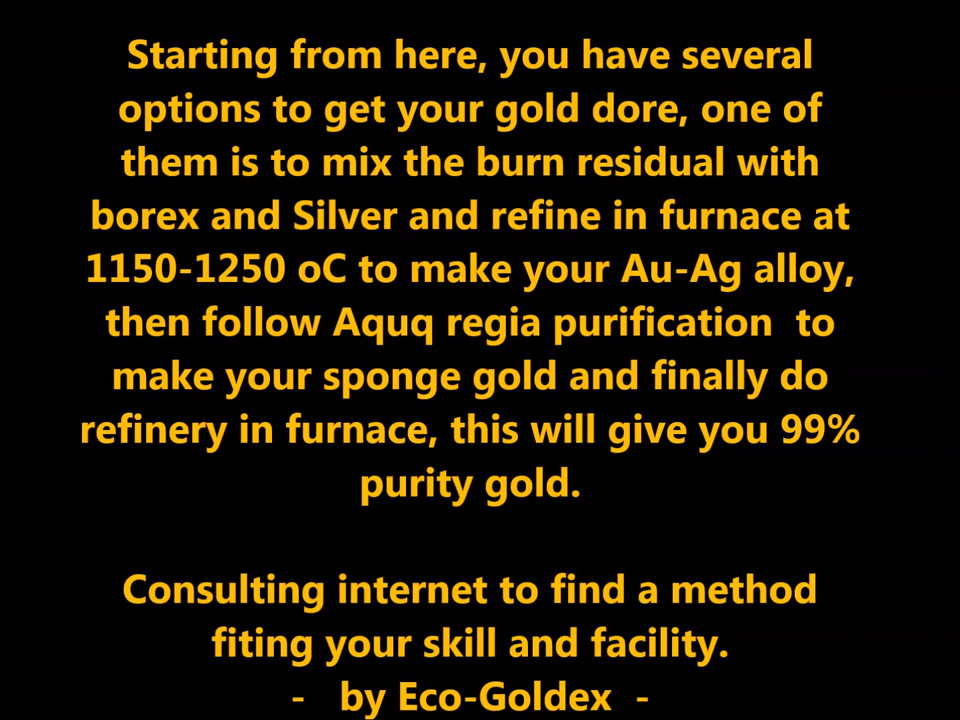 Starting from here, you have several
options to get your gold dore, one of
them is to mix the burn residual with
borex and Silver and refine in furnace at
1150-1250 oC to make your Au-Ag alloy,
then follow Aquq regia purification  to
make your sponge gold and finally do
refinery in furnace, this will give you 99%
purity gold.
Consulting internet to find a method
fiting your skill and facility.
-   by Eco-Goldex  -